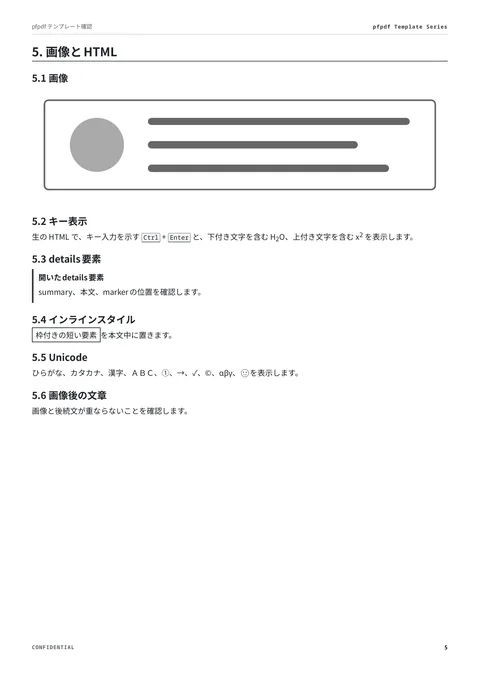 pfpdf テンプレート確認
pfpdf Template Series
5. 画像と HTML
5.1 画像
5.2 キー表示
生の HTML で、キー入力を示す Ctrl + Enter と、下付き文字を含む H₂O、上付き文字を含む x² を表示します。
5.3 details 要素
開いた details 要素
summary、本文、marker の位置を確認します。
5.4 インラインスタイル
枠付きの短い要素 を本文中に置きます。
5.5 Unicode
ひらがな、カタカナ、漢字、ＡＢＣ、①、→、✓、©、αβγ、🙂を表示します。
5.6 画像後の文章
画像と後続文が重ならないことを確認します。
CONFIDENTIAL
5